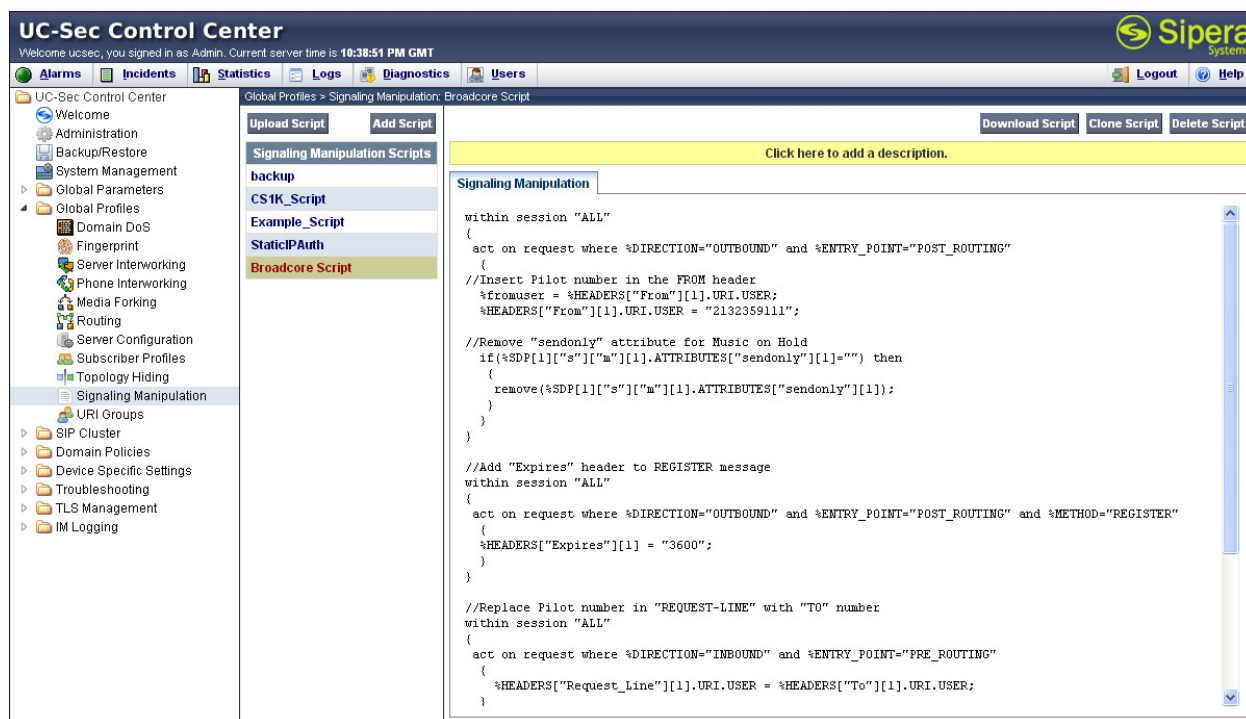 UC-Sec Control Center
Welcome ucsec, you signed in as Admin. Current server time is 10:38:51 PM GMT
Sipera
Systems
Alarms Incidents Statistics Logs Diagnostics Users Logout Help
UC-Sec Control Center
Welcome
Administration
Backup/Restore
System Management
Global Parameters
Global Profiles
Domain DoS
Fingerprint
Server Interworking
Phone Interworking
Media Forking
Routing
Server Configuration
Subscriber Profiles
Topology Hiding
Signaling Manipulation
URI Groups
SIP Cluster
Domain Policies
Device Specific Settings
Troubleshooting
TLS Management
IM Logging
Global Profiles > Signaling Manipulation: Broadcore Script
Upload Script Add Script
Signaling Manipulation Scripts
backup
CS1K_Script
Example_Script
StaticIPAuth
Broadcore Script
Download Script Clone Script Delete Script
Click here to add a description.
Signaling Manipulation
within session "ALL"
{
act on request where %DIRECTION="OUTBOUND" and %ENTRY_POINT="POST_ROUTING"
{
//Insert Pilot number in the FROM header
%fromuser = %HEADERS["From"][1].URI.USER;
%HEADERS["From"][1].URI.USER = "2132359111";
//Remove "sendonly" attribute for Music on Hold
if(%SDP[1]["s"]["m"][1].ATTRIBUTES["sendonly"][1]="") then
{
remove(%SDP[1]["s"]["m"][1].ATTRIBUTES["sendonly"][1]);
}
}
}
//Add "Expires" header to REGISTER message
within session "ALL"
{
act on request where %DIRECTION="OUTBOUND" and %ENTRY_POINT="POST_ROUTING" and %METHOD="REGISTER"
{
%HEADERS["Expires"][1] = "3600";
}
}
//Replace Pilot number in "REQUEST-LINE" with "TO" number
within session "ALL"
{
act on request where %DIRECTION="INBOUND" and %ENTRY_POINT="PRE_ROUTING"
{
%HEADERS["Request_Line"][1].URI.USER = %HEADERS["To"][1].URI.USER;
}